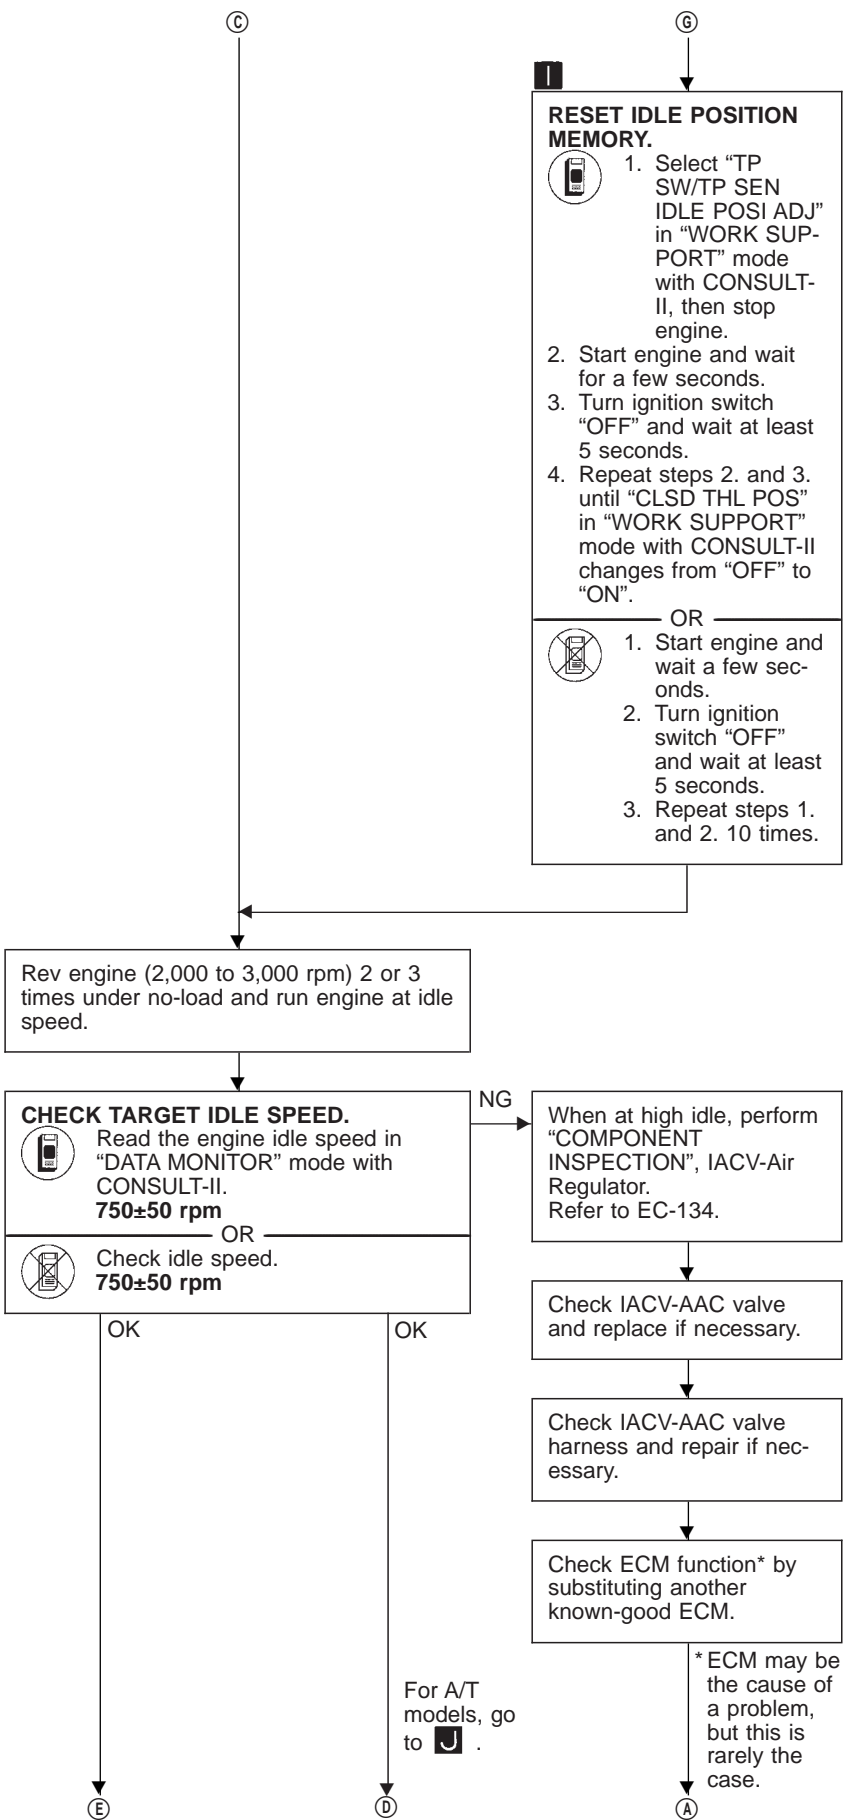 C
G
I
RESET IDLE POSITION
MEMORY.
1. Select “TP
SW/TP SEN
IDLE POSI ADJ”
in “WORK SUP-
PORT” mode
with CONSULT-
II, then stop
engine.
2. Start engine and wait
for a few seconds.
3. Turn ignition switch
“OFF” and wait at least
5 seconds.
4. Repeat steps 2. and 3.
until “CLSD THL POS”
in “WORK SUPPORT”
mode with CONSULT-II
changes from “OFF” to
“ON”.
OR
1. Start engine and
wait a few sec-
onds.
2. Turn ignition
switch “OFF”
and wait at least
5 seconds.
3. Repeat steps 1.
and 2. 10 times.
Rev engine (2,000 to 3,000 rpm) 2 or 3
times under no-load and run engine at idle
speed.
CHECK TARGET IDLE SPEED.
Read the engine idle speed in
“DATA MONITOR” mode with
CONSULT-II.
750±50 rpm
OR
Check idle speed.
750±50 rpm
NG
When at high idle, perform
“COMPONENT
INSPECTION”, IACV-Air
Regulator.
Refer to EC-134.
OK
OK
Check IACV-AAC valve
and replace if necessary.
Check IACV-AAC valve
harness and repair if nec-
essary.
Check ECM function* by
substituting another
known-good ECM.
* ECM may be
the cause of
a problem,
but this is
rarely the
case.
For A/T
models, go
to J .
E
D
A